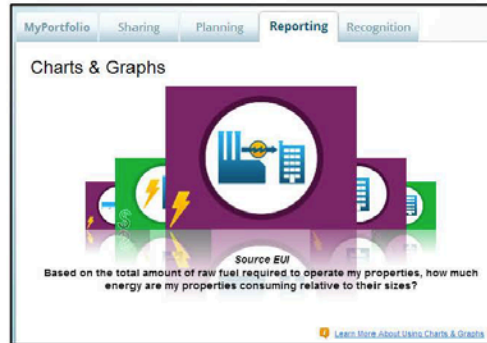 MyPortfolio Sharing Planning Reporting Recognition
Charts & Graphs
Source EUI
Based on the total amount of raw fuel required to operate my properties, how much
energy are my properties consuming relative to their sizes?
Learn More About Using Charts & Graphs